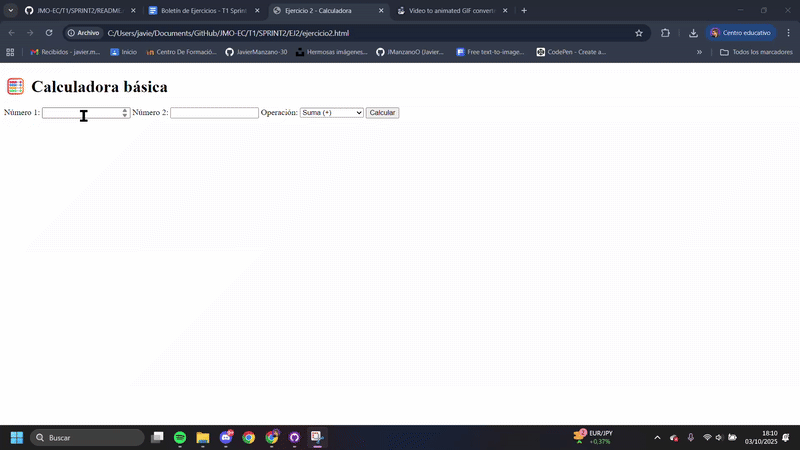 JMO-EC/T1/SPRINT2/README.
Boletín de Ejercicios - T1 Sprint
Ejercicio 2 - Calculadora
Video to animated GIF convert
Archivo
C:/Users/javie/Documents/GitHub/JMO-EC/T1/SPRINT2/EJ2/ejercicio2.html
Centro educativo
Recibidos - javier.m...
Inicio
Centro De Formació...
JavierManzano-30
Hermosas imágenes...
IManzanoO (Javier...
Free text-to-image...
CodePen - Create a...
»
Todos los marcadores
Calculadora básica
Número 1:
Número 2:
Operación:
Suma (+)
Calcular
Buscar
EUR/JPY
+0,37%
18:10
03/10/2025